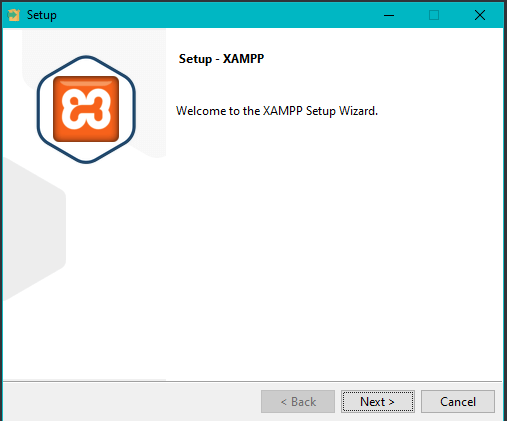 Setup
Setup - XAMPP
Welcome to the XAMPP Setup Wizard.
< Back
Next >
Cancel